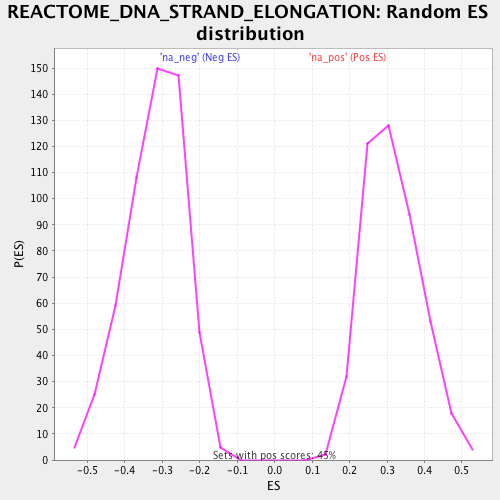 REACTOME_DNA_STRAND_ELONGATION: Random ES
distribution
'na_neg' (Neg ES) 'na_pos' (Pos ES)
P(ES)
150
140
130
120
110
100
90
80
70
60
50
40
30
20
10
0
Sets with pos scores: 45%
-0.5 -0.4 -0.3 -0.2 -0.1 0.0 0.1 0.2 0.3 0.4 0.5
ES